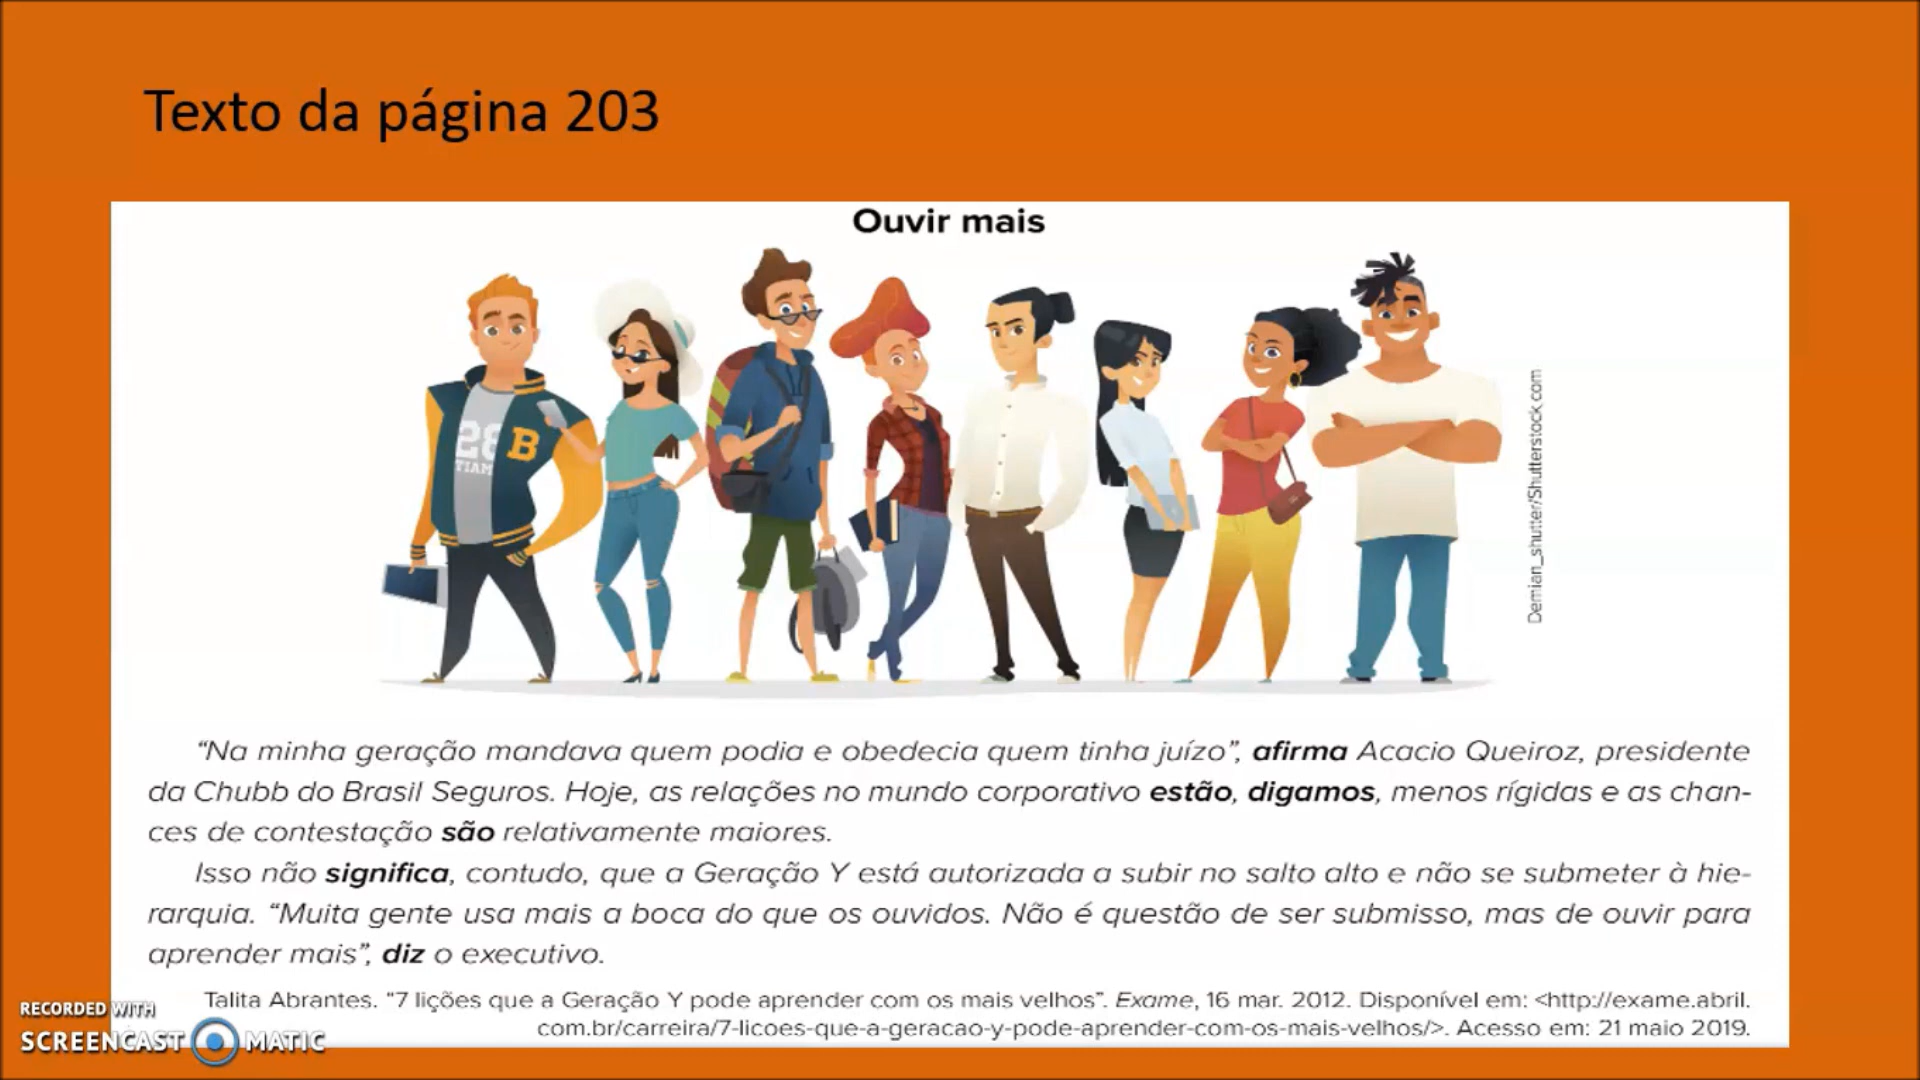 Texto da página 203
Ouvir mais
28
B
TIAM
Demian_shutter/Shutterstock.com
“Na minha geração mandava quem podia e obedecia quem tinha juízo”, afirma Acacio Queiroz, presidente
da Chubb do Brasil Seguros. Hoje, as relações no mundo corporativo estão, digamos, menos rígidas e as chan-
ces de contestação são relativamente maiores.
Isso não significa, contudo, que a Geração Y está autorizada a subir no salto alto e não se submeter à hie-
rarquia. “Muita gente usa mais a boca do que os ouvidos. Não é questão de ser submisso, mas de ouvir para
aprender mais”, diz o executivo.
Talita Abrantes. “7 lições que a Geração Y pode aprender com os mais velhos”. Exame, 16 mar. 2012. Disponível em: <http://exame.abril.
com.br/carreira/7-licoes-que-a-geracao-y-pode-aprender-com-os-mais-velhos/>. Acesso em: 21 maio 2019.
RECORDED WITH
SCREENCAST MATIC